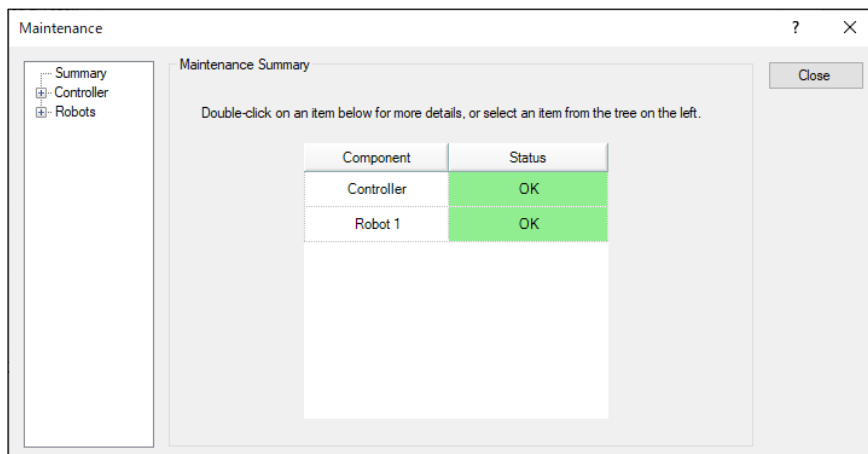 Maintenance
?
Summary
Controller
Robots
Maintenance Summary
Close
Double-click on an item below for more details, or select an item from the tree on the left.
Component Status
Controller OK
Robot 1 OK